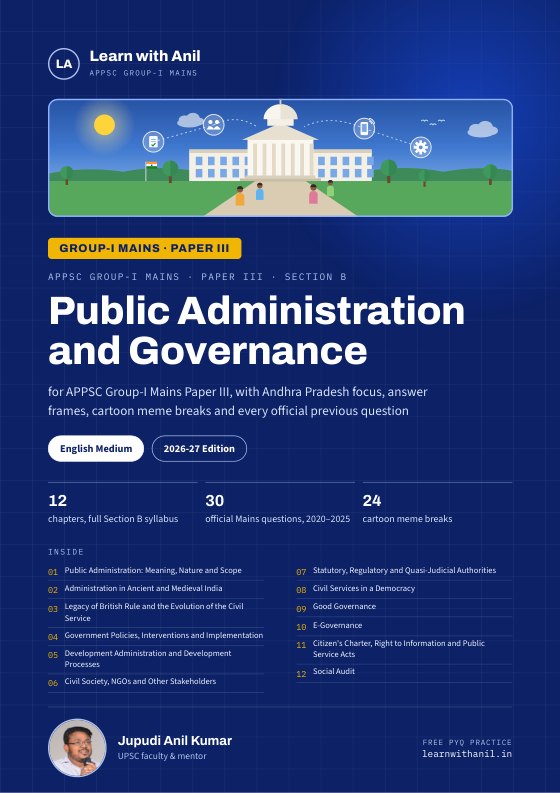 LA
Learn with Anil
APPSC GROUP-I MAINS
GROUP-I MAINS · PAPER III
APPSC GROUP-I MAINS · PAPER III · SECTION B
Public Administration
and Governance
for APPSC Group-I Mains Paper III, with Andhra Pradesh focus, answer
frames, cartoon meme breaks and every official previous question
English Medium
2026-27 Edition
12
chapters, full Section B syllabus
30
official Mains questions, 2020–2025
24
cartoon meme breaks
INSIDE
01 Public Administration: Meaning, Nature and Scope
02 Administration in Ancient and Medieval India
03 Legacy of British Rule and the Evolution of the Civil
Service
04 Government Policies, Interventions and Implementation
05 Development Administration and Development
Processes
06 Civil Society, NGOs and Other Stakeholders
07 Statutory, Regulatory and Quasi-Judicial Authorities
08 Civil Services in a Democracy
09 Good Governance
10 E-Governance
11 Citizen's Charter, Right to Information and Public
Service Acts
12 Social Audit
Jupudi Anil Kumar
UPSC faculty & mentor
FREE PYQ PRACTICE
learnwithanil.in